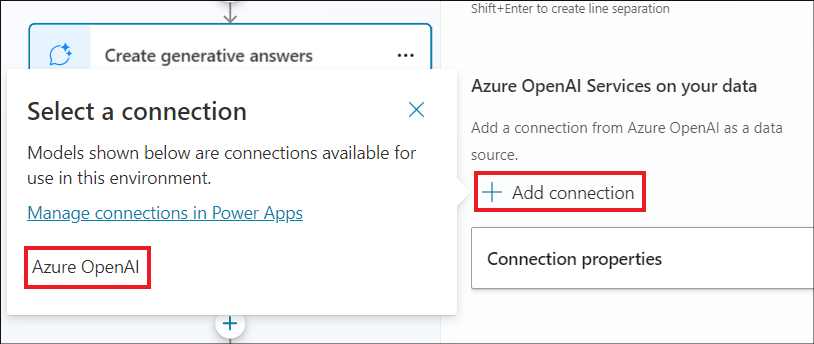 Shift+Enter to create line separation
Create generative answers
Select a connection
Models shown below are connections available for
use in this environment.
Manage connections in Power Apps
Azure OpenAI
Azure OpenAI Services on your data
Add a connection from Azure OpenAI as a data
source.
Add connection
Connection properties